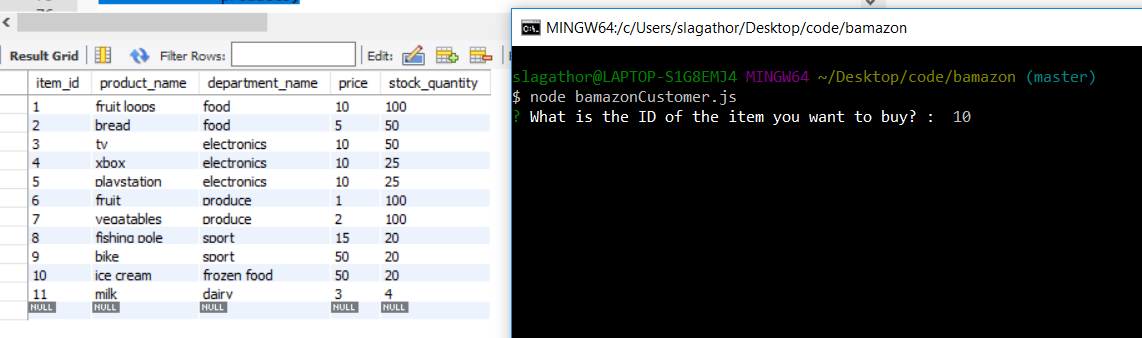 Result Grid Filter Rows: Edit:
item_id product_name department_name price stock_quantity
1 fruit loops food 10 100
2 bread food 5 50
3 tv electronics 10 50
4 xbox electronics 10 25
5 playstation electronics 10 25
6 fruit produce 1 100
7 vegatables produce 2 100
8 fishing pole sport 15 20
9 bike sport 50 20
10 ice cream frozen food 50 20
11 milk dairy 3 4
NULL NULL NULL NULL NULL
MINGW64:/c/Users/slagathor/Desktop/code/bamazon
slagathor@LAPTOP-S1G8EMJ4 MINGW64 ~/Desktop/code/bamazon (master)
$ node bamazonCustomer.js
? What is the ID of the item you want to buy? : 10